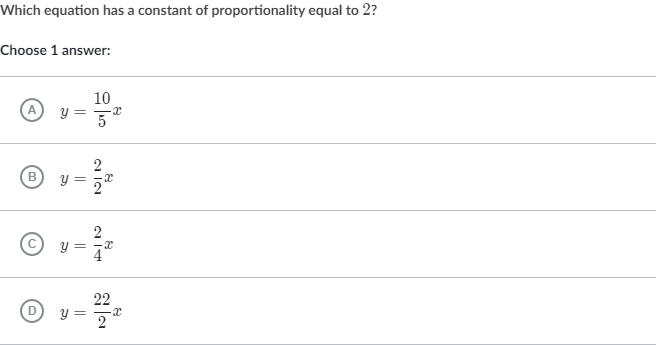 Which equation has a constant of proportionality equal to 2?
Choose 1 answer:
A y = 10/5 x
B y = 2/2 x
C y = 2/4 x
D y = 22/2 x